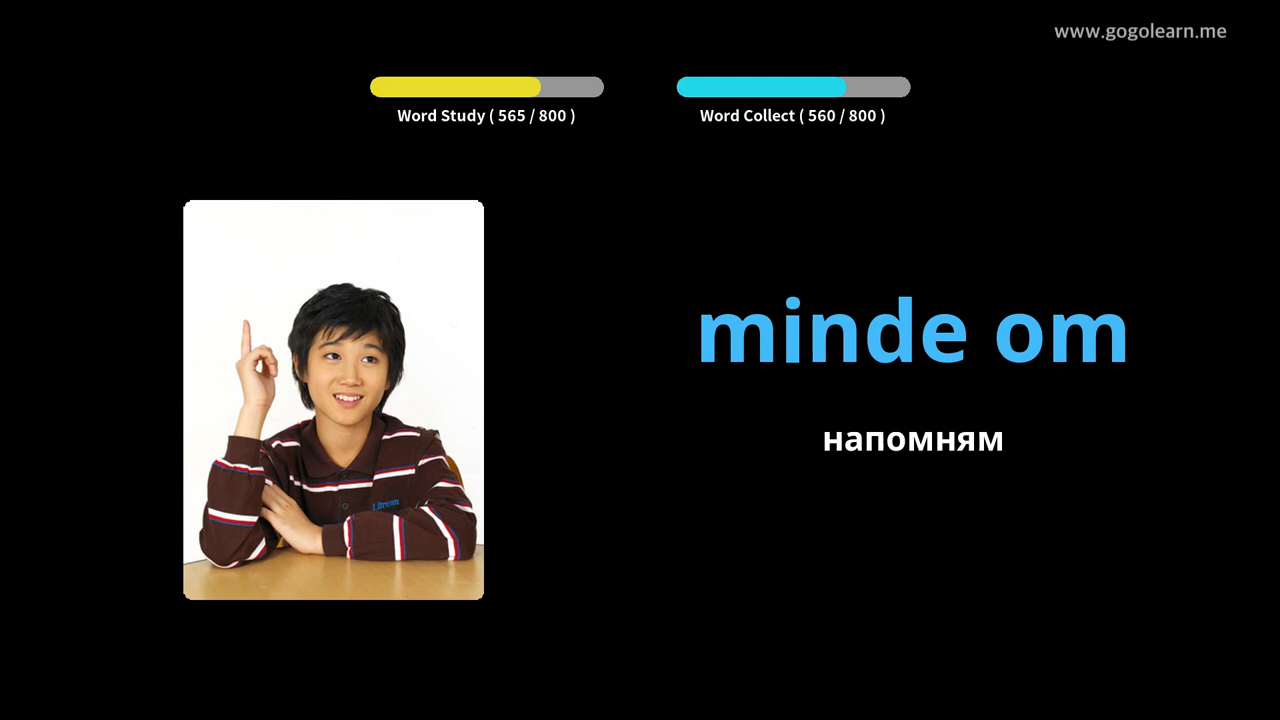 www.gogolearn.me
Word Study ( 565 / 800 )
Word Collect ( 560 / 800 )
minde om
напомням